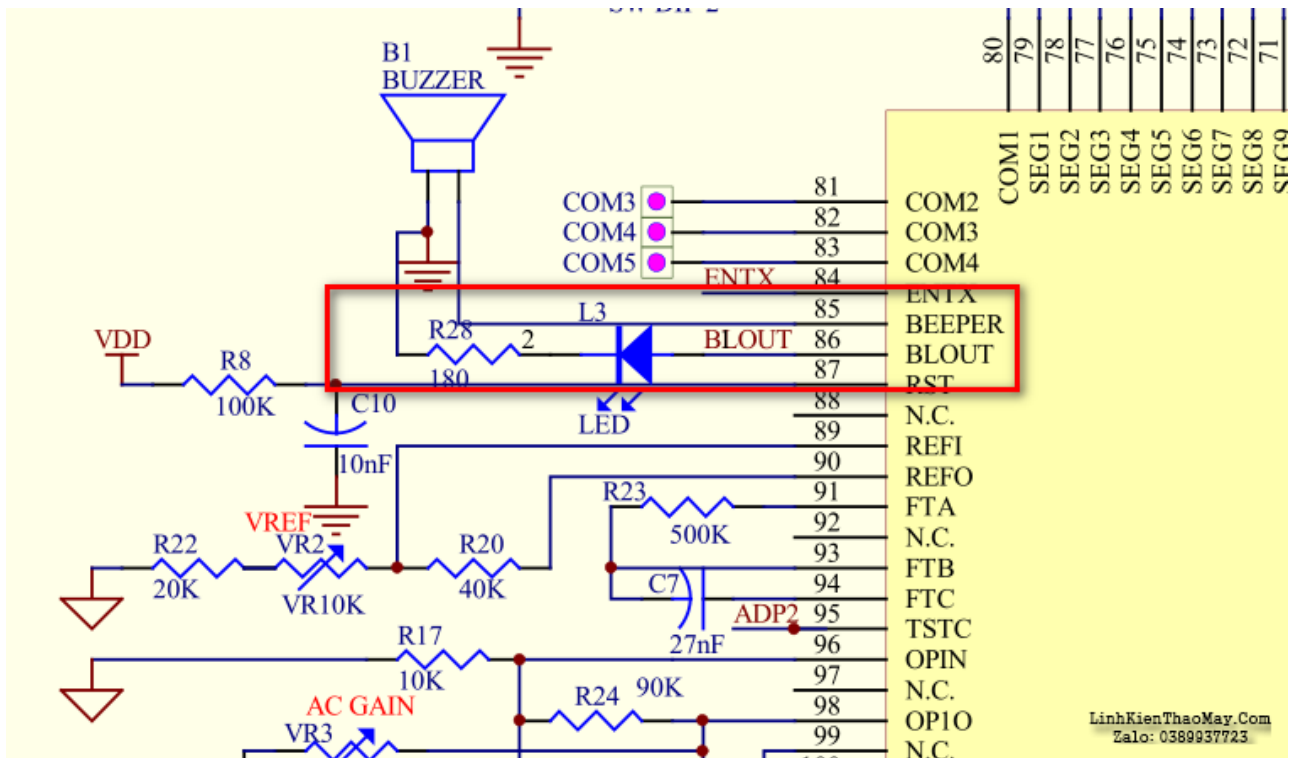 B1
BUZZER
80
79
78
77
76
75
74
73
72
71
COM1
SEG1
SEG2
SEG3
SEG4
SEG5
SEG6
SEG7
SEG8
SEG9
COM3
81
COM2
COM4
82
COM3
COM5
83
COM4
ENTX
84
ENTX
L3
85
BEEPER
R28
2
BLOUT
86
BLOUT
180
87
RST
VDD
R8
100K
C10
10nF
LED
88
N.C.
89
REFI
90
REFO
R23
500K
91
FTA
92
N.C.
VREF
R22
20K
VR2
VR10K
R20
40K
93
FTB
C7
27nF
94
FTC
ADP2
95
TSTC
R17
10K
96
OPIN
97
N.C.
R24
90K
98
OP1O
AC GAIN
VR3
99
N.C.
LinhKienThaoMay.Com
Zalo: 0389937723